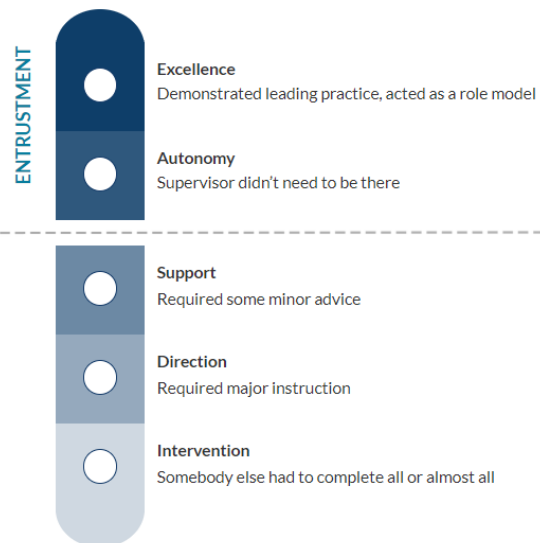 ENTRUSTMENT
Excellence
Demonstrated leading practice, acted as a role model
Autonomy
Supervisor didn’t need to be there
Support
Required some minor advice
Direction
Required major instruction
Intervention
Somebody else had to complete all or almost all